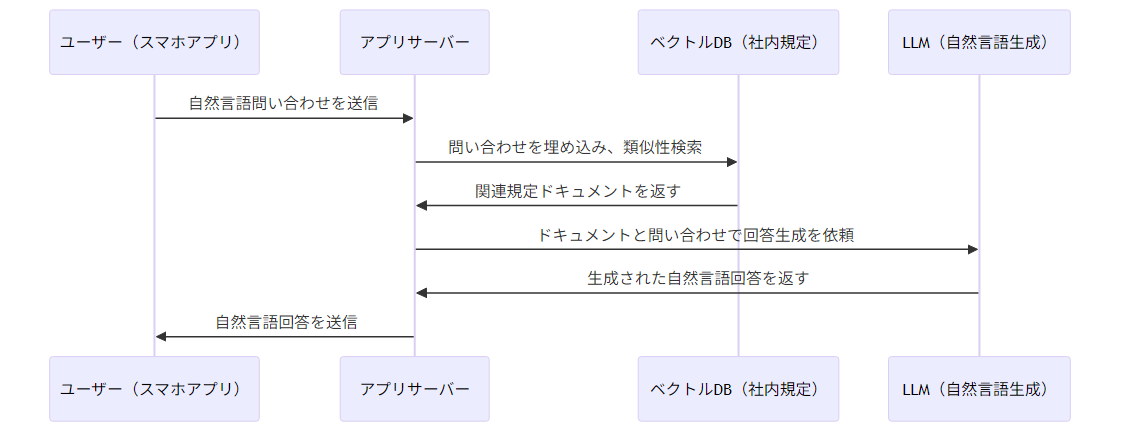 ユーザー（スマホアプリ）
アプリサーバー
ベクトルDB（社内規定）
LLM（自然言語生成）
自然言語問い合わせを送信
問い合わせを埋め込み、類似性検索
関連規定ドキュメントを返す
ドキュメントと問い合わせで回答生成を依頼
生成された自然言語回答を返す
自然言語回答を送信
ユーザー（スマホアプリ）
アプリサーバー
ベクトルDB（社内規定）
LLM（自然言語生成）